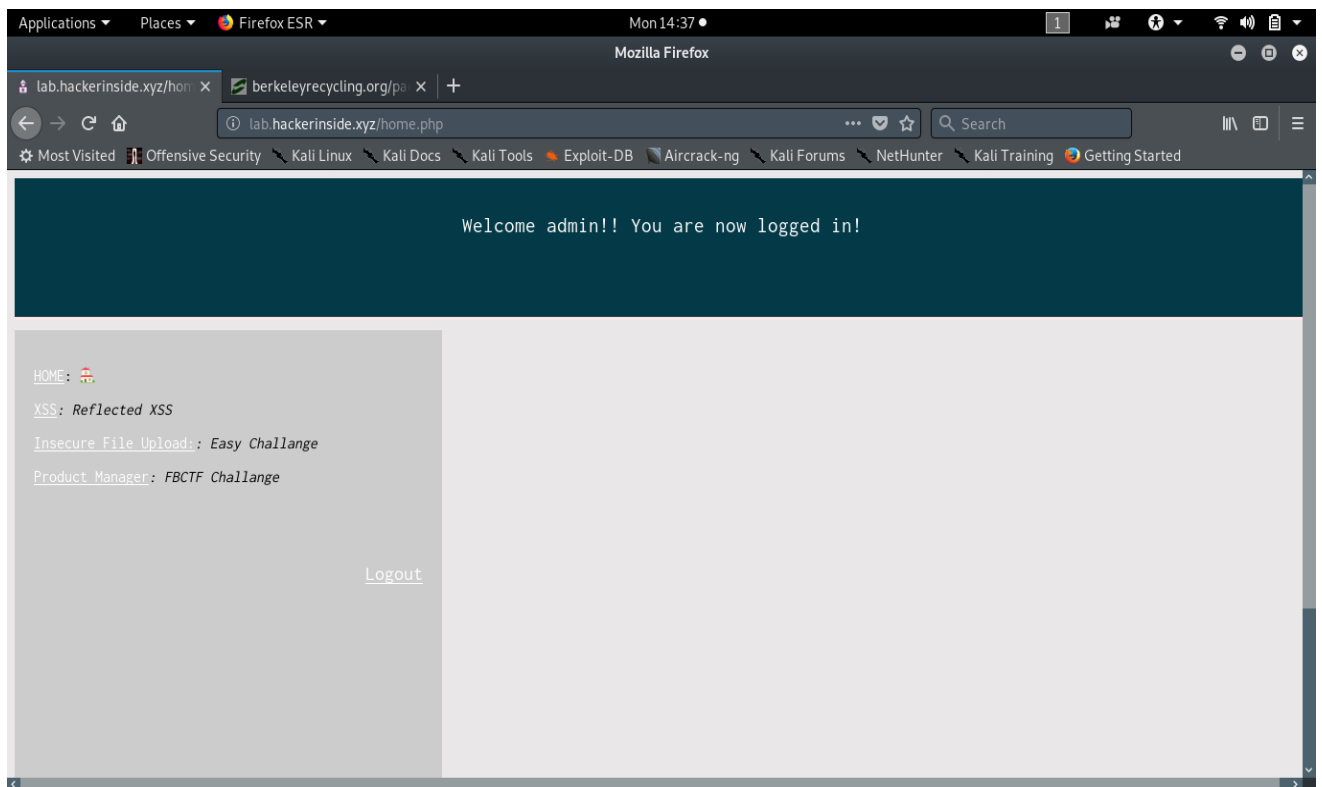 Applications Places Firefox ESR Mon 14:37 1
Mozilla Firefox
lab.hackerinside.xyz/hom berkeleyrecycling.org/pa
lab.hackerinside.xyz/home.php Search
Most Visited Offensive Security Kali Linux Kali Docs Kali Tools Exploit-DB Aircrack-ng Kali Forums NetHunter Kali Training Getting Started
Welcome admin!! You are now logged in!
HOME:
XSS: Reflected XSS
Insecure File Upload:: Easy Challange
Product Manager: FBCTF Challange
Logout